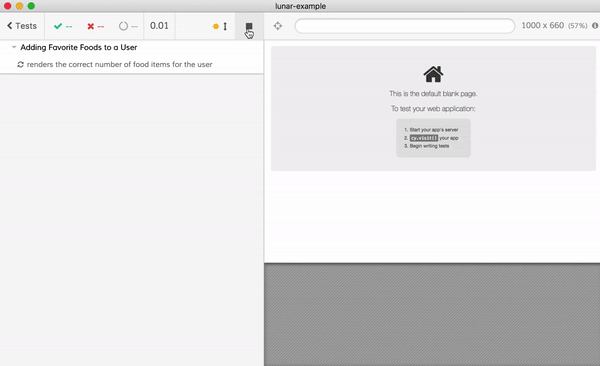 lunar-example
Tests
--
--
--
0.01
1000 x 660 (57%)
Adding Favorite Foods to a User
renders the correct number of food items for the user
This is the default blank page.
To test your web application:
1. Start your app's server
2. cy.visit() your app
3. Begin writing tests